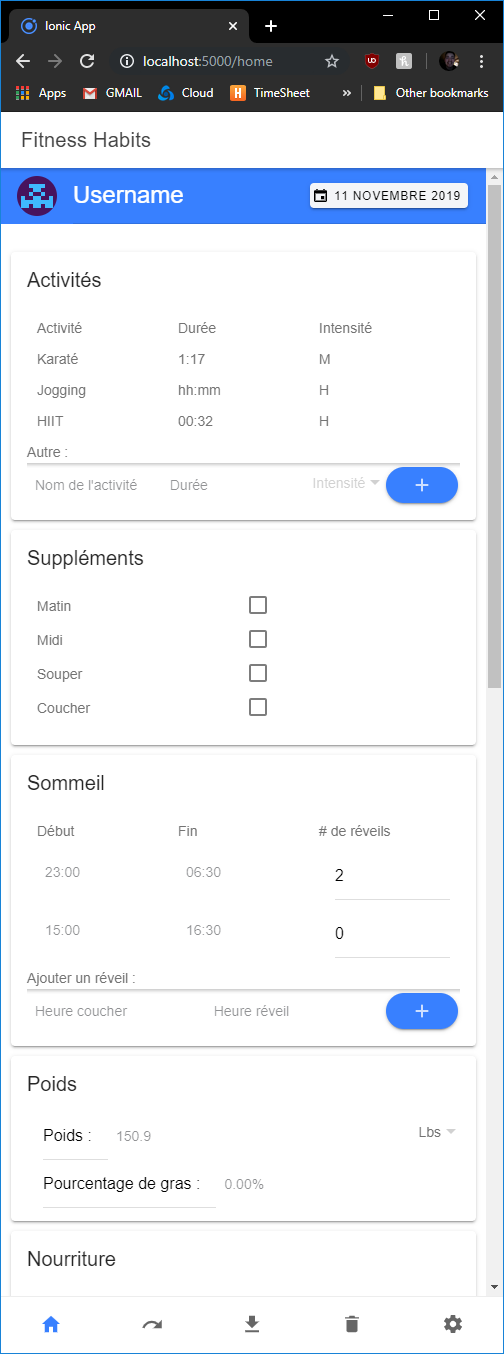 Ionic App
localhost:5000/home
Apps GMAIL Cloud H TimeSheet » Other bookmarks
Fitness Habits
Username 11 NOVEMBRE 2019
Activités
Activité Durée Intensité
Karaté 1:17 M
Jogging hh:mm H
HIIT 00:32 H
Autre :
Nom de l'activité Durée Intensité +
Suppléments
Matin
Midi
Souper
Coucher
Sommeil
Début Fin # de réveils
23:00 06:30 2
15:00 16:30 0
Ajouter un réveil :
Heure coucher Heure réveil +
Poids
Poids : 150.9 Lbs
Pourcentage de gras : 0.00%
Nourriture